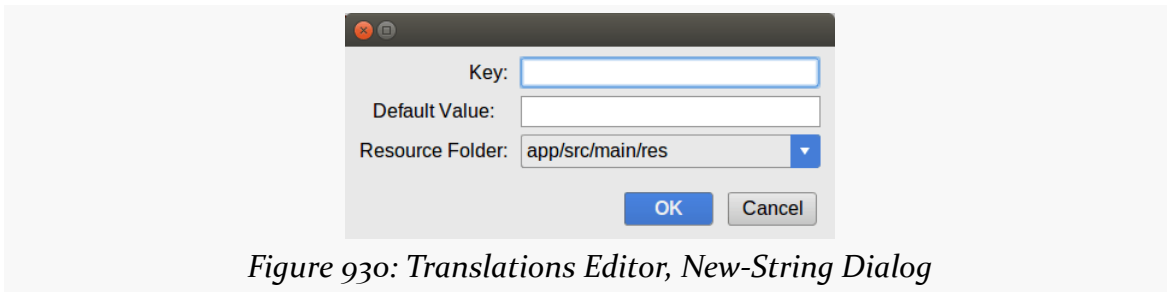 Key:
Default Value:
Resource Folder: app/src/main/res
OK Cancel
Figure 930: Translations Editor, New-String Dialog